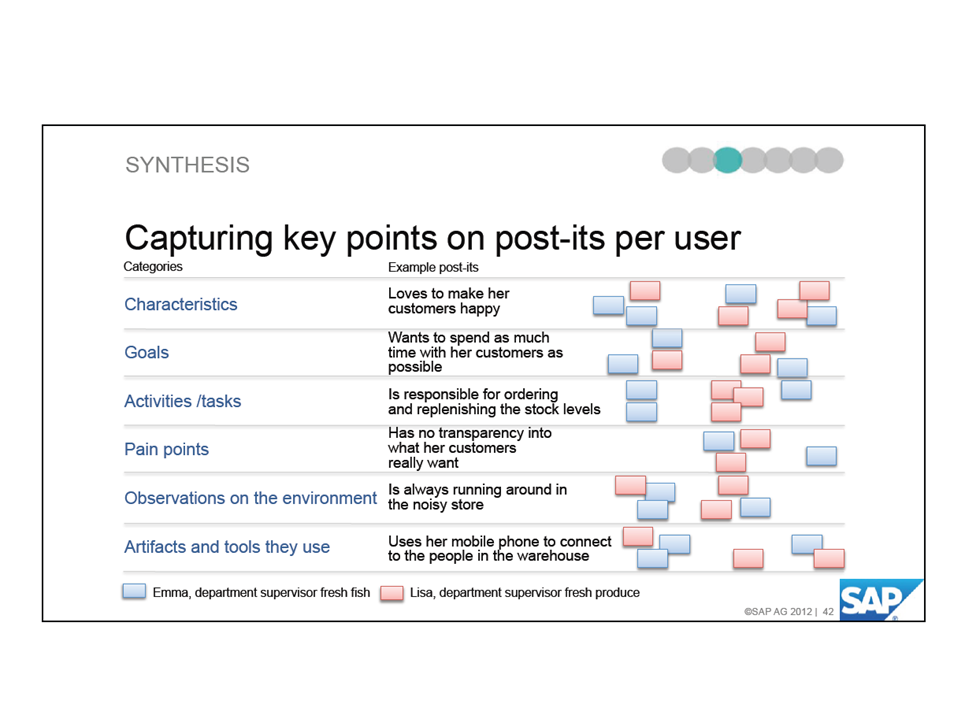 SYNTHESIS
Capturing key points on post-its per user
Categories
Example post-its
Characteristics
Loves to make her
customers happy
Goals
Wants to spend as much
time with her customers as
possible
Activities /tasks
Is responsible for ordering
and replenishing the stock levels
Pain points
Has no transparency into
what her customers
really want
Observations on the environment
Is always running around in
the noisy store
Artifacts and tools they use
Uses her mobile phone to connect
to the people in the warehouse
Emma, department supervisor fresh fish
Lisa, department supervisor fresh produce
©SAP AG 2012 | 42
SAP
®